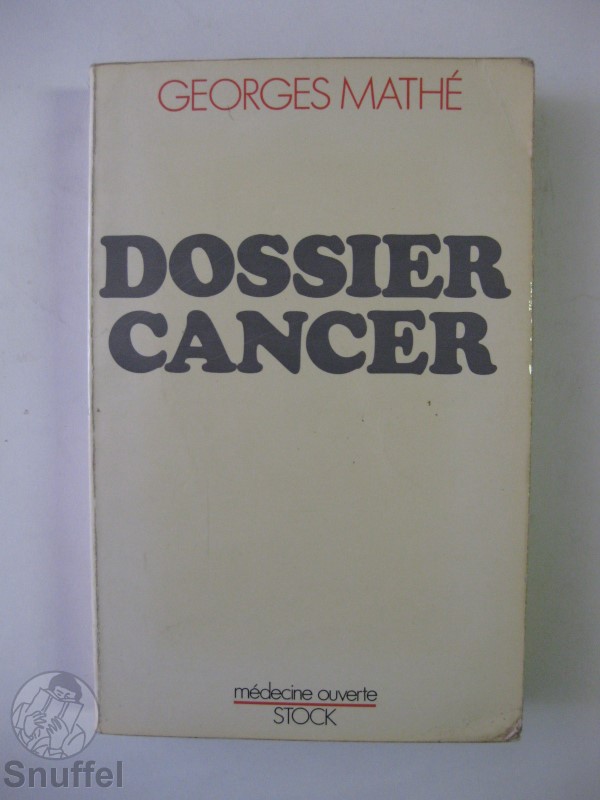 GEORGES MATHÉ
DOSSIER
CANCER
médecine ouverte
STOCK
Snuffel